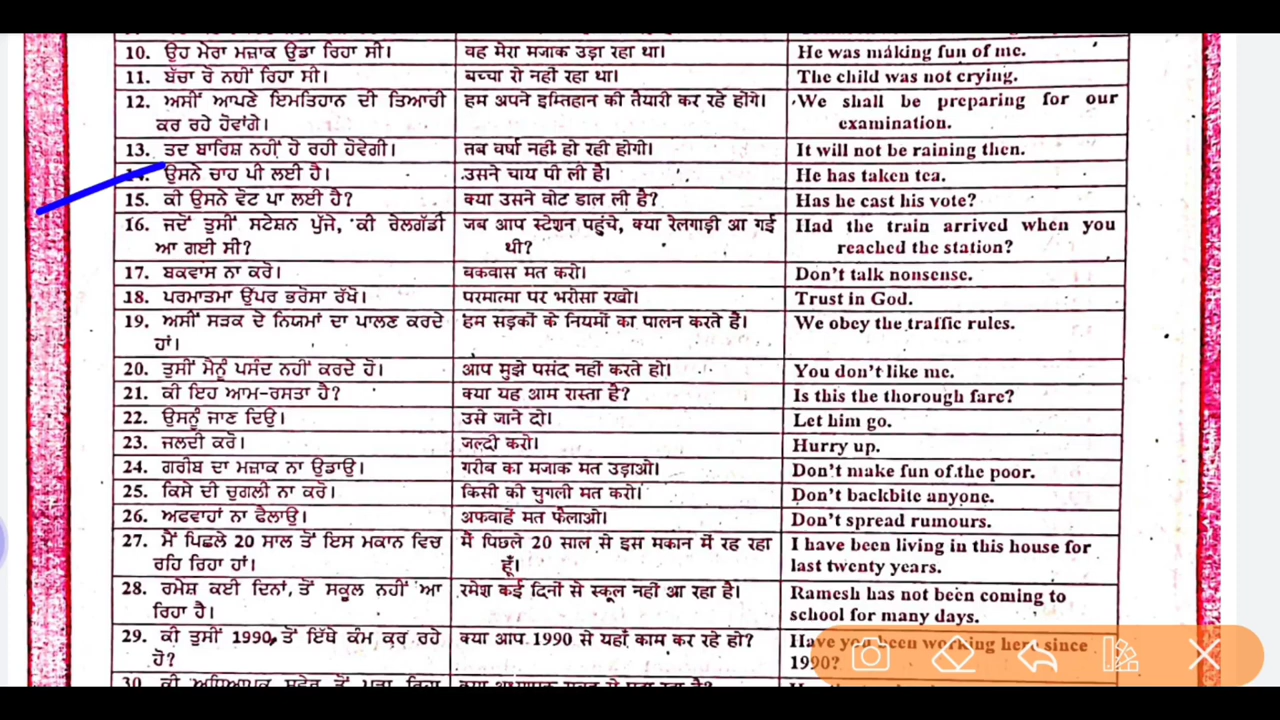 10. ਉਹ ਮੇਰਾ ਮਜ਼ਾਕ ਉਡਾ ਰਿਹਾ ਸੀ। वह मेरा मजाक उड़ा रहा था। He was making fun of me.
11. ਬੱਚਾ ਰੋ ਨਹੀਂ ਰਿਹਾ ਸੀ। बच्चा रो नहीं रहा था। The child was not crying.
12. ਅਸੀਂ ਆਪਣੇ ਇਮਤਿਹਾਨ ਦੀ ਤਿਆਰੀ हम अपने इम्तिहान की तैयारी कर रहे होंगे। We shall be preparing for our
ਕਰ ਰਹੇ ਹੋਵਾਂਗੇ। examination.
13. ਤਦ ਬਾਰਿਸ਼ ਨਹੀਂ ਹੋ ਰਹੀ ਹੋਵੇਗੀ। तब वर्षा नहीं हो रही होगी। It will not be raining then.
ਉਸਨੇ ਚਾਹ ਪੀ ਲਈ ਹੈ। उसने चाय पी ली है। He has taken tea.
15. ਕੀ ਉਸਨੇ ਵੋਟ ਪਾ ਲਈ ਹੈ? क्या उसने वोट डाल ली है? Has he cast his vote?
16. ਜਦੋਂ ਤੁਸੀਂ ਸਟੇਸ਼ਨ ਪੁੱਜੇ, ਕੀ ਰੇਲਗੱਡੀ जब आप स्टेशन पहुंचे, क्या रेलगाड़ी आ गई Had the train arrived when you
ਆ ਗਈ ਸੀ? थी? reached the station?
17. ਬਕਵਾਸ ਨਾ ਕਰੋ। बकवास मत करो। Don't talk nonsense.
18. ਪਰਮਾਤਮਾ ਉੱਪਰ ਭਰੋਸਾ ਰੱਖੋ। परमात्मा पर भरोसा रखो। Trust in God.
19. ਅਸੀਂ ਸੜਕ ਦੇ ਨਿਯਮਾਂ ਦਾ ਪਾਲਣ ਕਰਦੇ हम सड़कों के नियमों का पालन करते हैं। We obey the traffic rules.
ਹਾਂ।
20. ਤੁਸੀਂ ਮੈਨੂੰ ਪਸੰਦ ਨਹੀਂ ਕਰਦੇ ਹੋ। आप मुझे पसंद नहीं करते हो। You don't like me.
21. ਕੀ ਇਹ ਆਮ-ਰਸਤਾ ਹੈ? क्या यह आम रास्ता है? Is this the thorough fare?
22. ਉਸਨੂੰ ਜਾਣ ਦਿਉ। उसे जाने दो। Let him go.
23. ਜਲਦੀ ਕਰੋ। जल्दी करो। Hurry up.
24. ਗਰੀਬ ਦਾ ਮਜ਼ਾਕ ਨਾ ਉਡਾਉ। गरीब का मजाक मत उड़ाओ। Don't make fun of the poor.
25. ਕਿਸੇ ਦੀ ਚੁਗਲੀ ਨਾ ਕਰੋ। किसी की चुगली मत करो। Don't backbite anyone.
26. ਅਫਵਾਹਾਂ ਨਾ ਫੈਲਾਉ। अफवाहें मत फैलाओ। Don't spread rumours.
27. ਮੈਂ ਪਿਛਲੇ 20 ਸਾਲ ਤੋਂ ਇਸ ਮਕਾਨ ਵਿਚ मैं पिछले 20 साल से इस मकान में रह रहा I have been living in this house for
ਰਹਿ ਰਿਹਾ ਹਾਂ। हूँ। last twenty years.
28. ਰਮੇਸ਼ ਕਈ ਦਿਨਾਂ ਤੋਂ ਸਕੂਲ ਨਹੀਂ ਆ रमेश कई दिनों से स्कूल नहीं आ रहा है। Ramesh has not been coming to
ਰਿਹਾ ਹੈ। school for many days.
29. ਕੀ ਤੁਸੀਂ 1990 ਤੋਂ ਇੱਥੇ ਕੰਮ ਕਰ ਰਹੇ क्या आप 1990 से यहाँ काम कर रहे हो? Have you been working here since
ਹੋ? 1990?